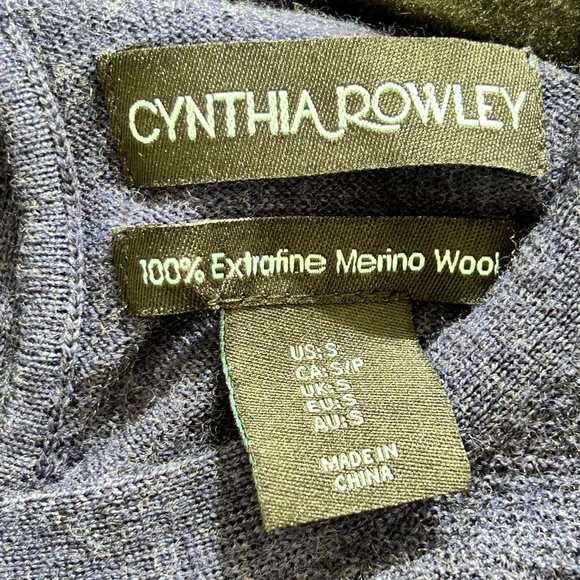 CYNTHIA ROWLEY
100% Extrafine Merino Wool
US: S
CA: S/P
UK: S
EU: S
AU: S
MADE IN
CHINA